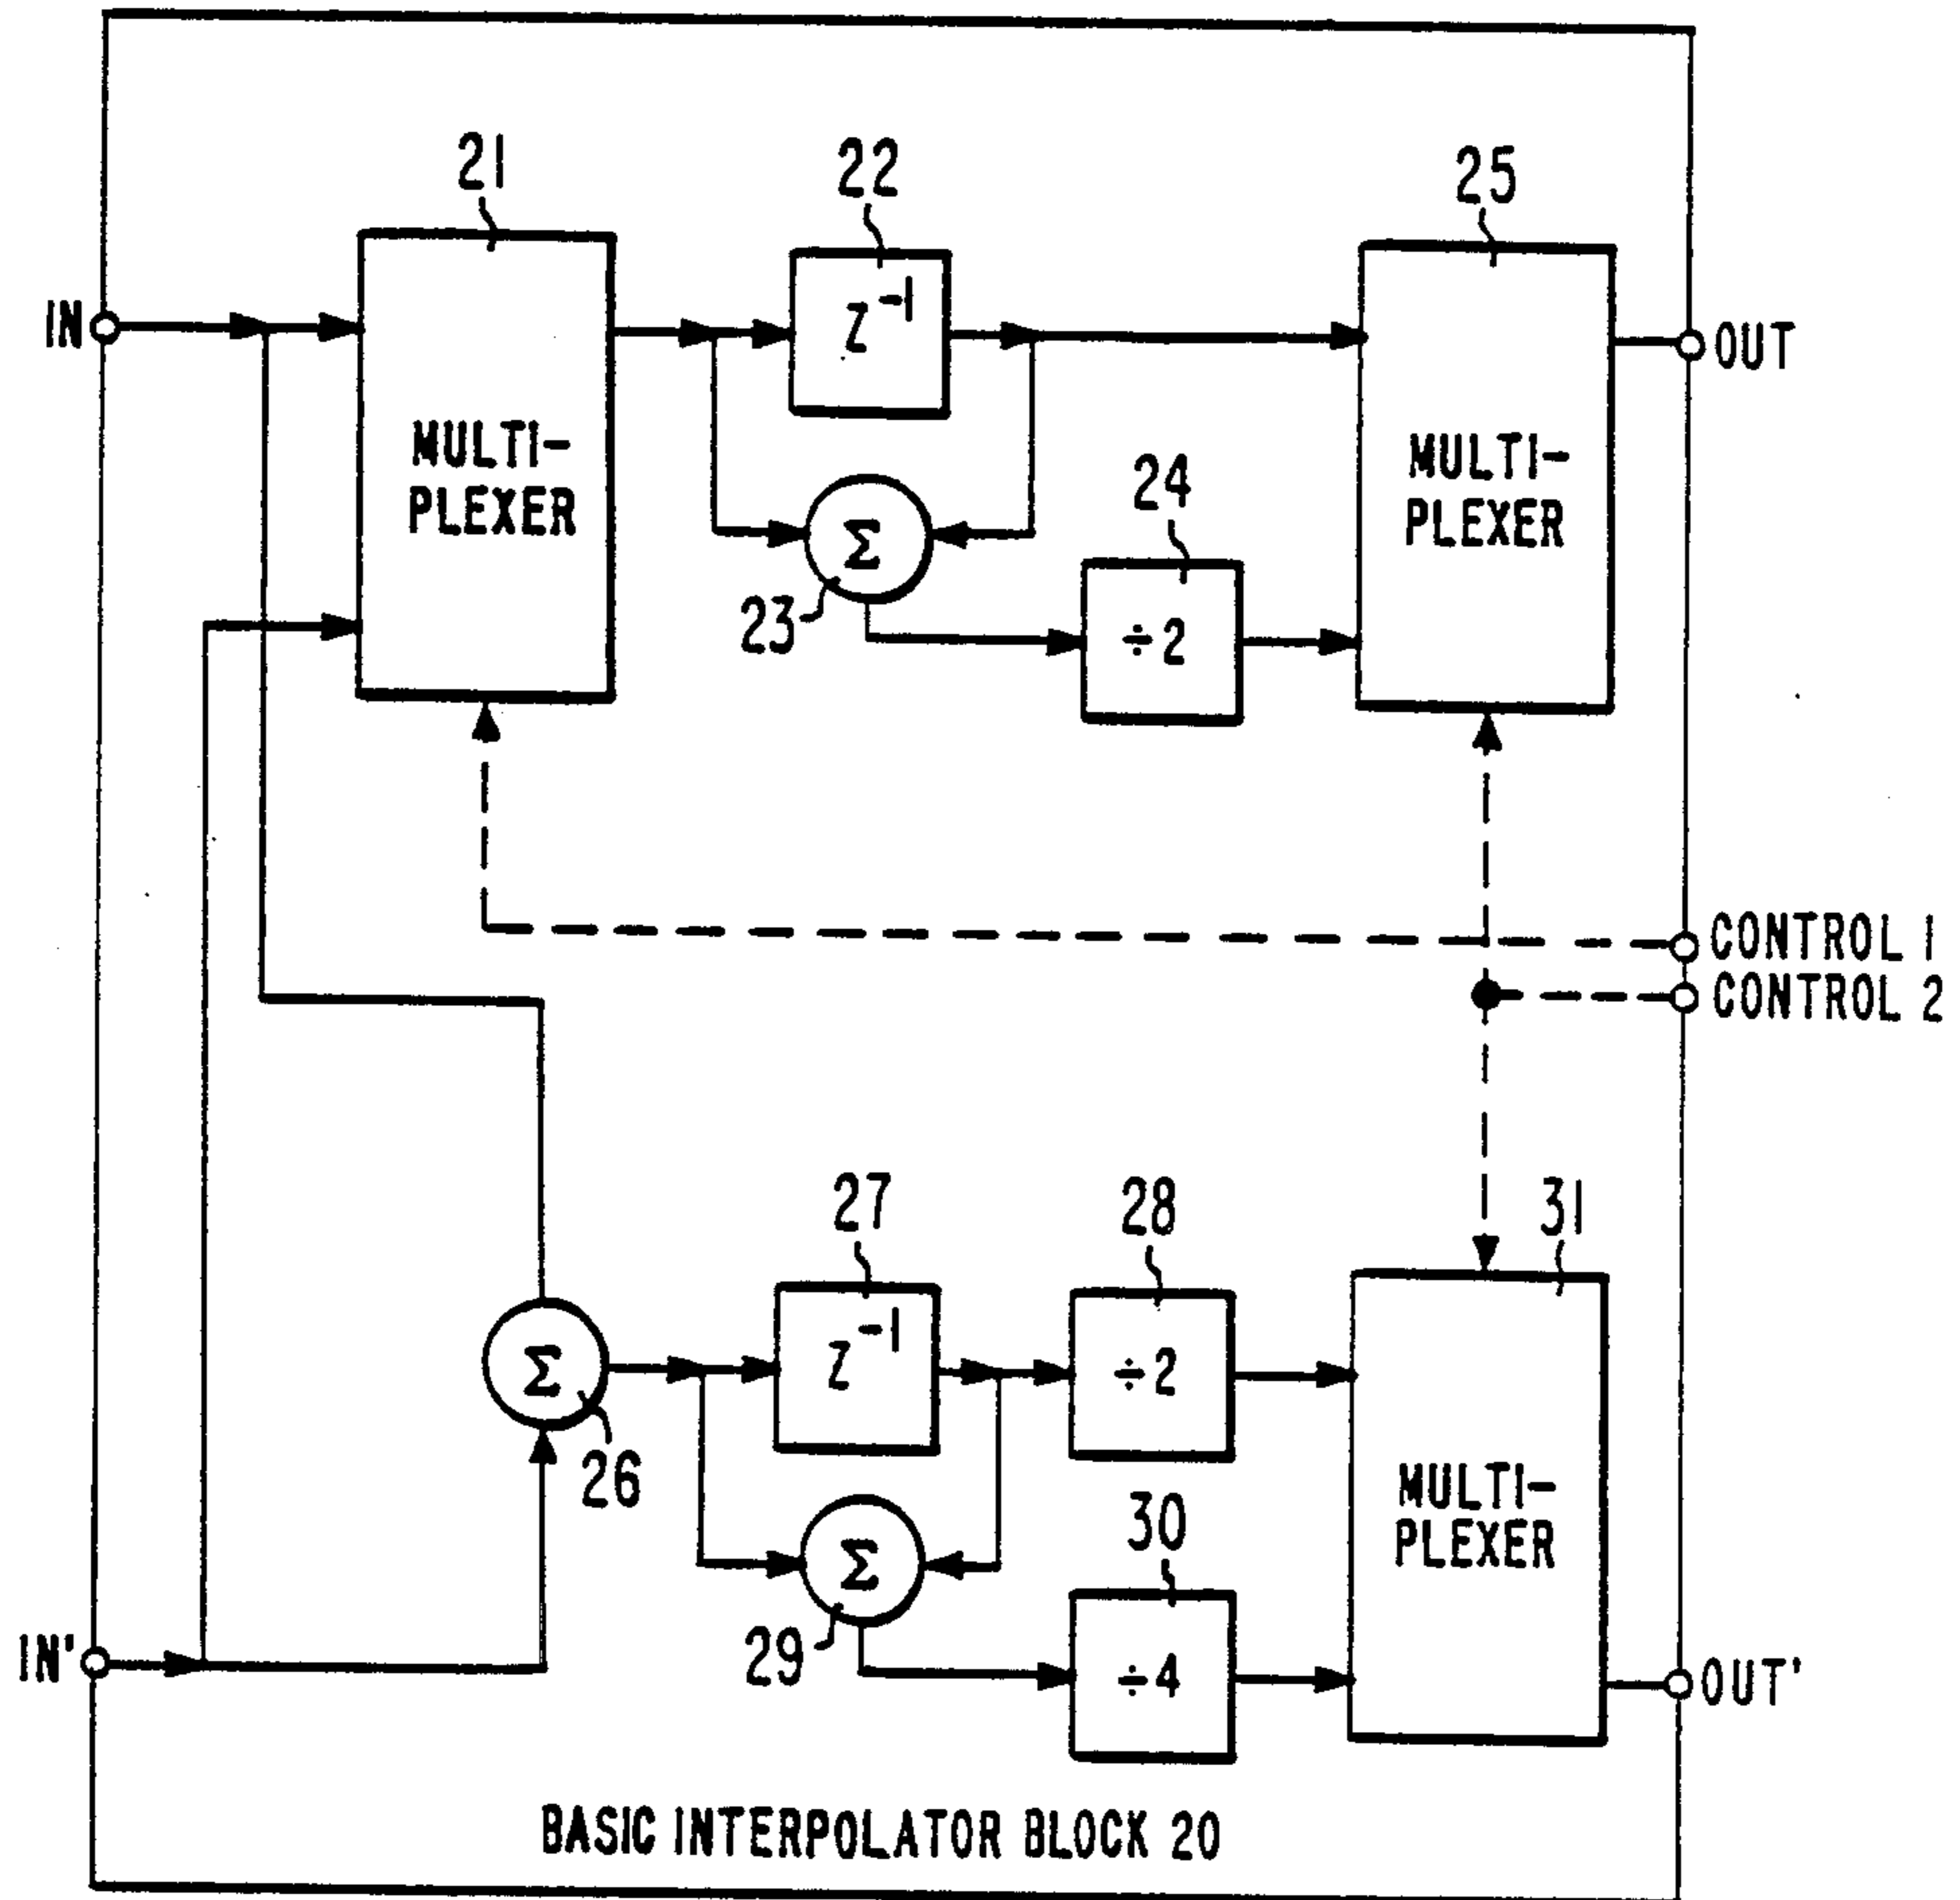 21
22
25
IN
Z⁻¹
OUT
MULTI-
PLEXER
MULTI-
PLEXER
24
Σ
23
÷2
CONTROL 1
CONTROL 2
27
28
31
Z⁻¹
÷2
Σ
26
MULTI-
PLEXER
30
Σ
29
÷4
IN'
OUT'
BASIC INTERPOLATOR BLOCK 20